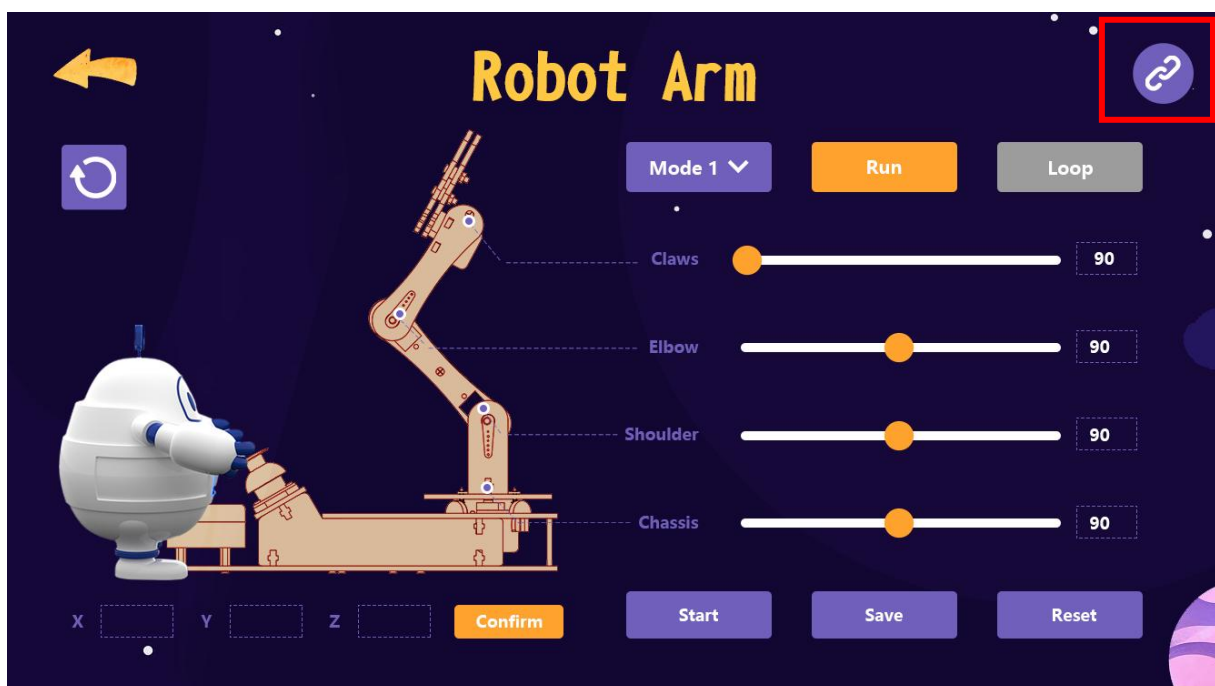 Robot Arm
Mode 1
Run
Loop
Claws
90
Elbow
90
Shoulder
90
Chassis
90
X
Y
Z
Confirm
Start
Save
Reset